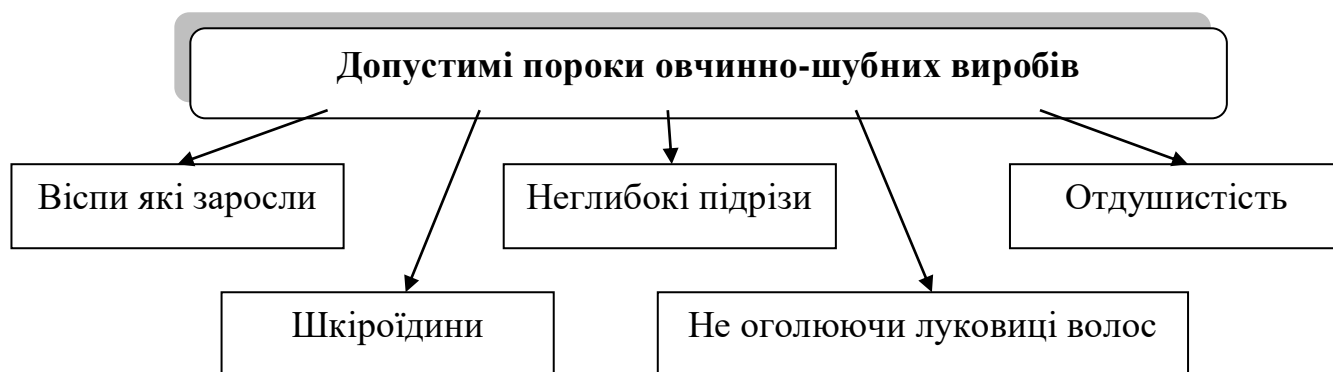 Допустимі пороки овчинно-шубних виробів
Віспи які заросли
Неглибокі підрізи
Отдушистість
Шкіроїдини
Не оголюючи луковиці волос